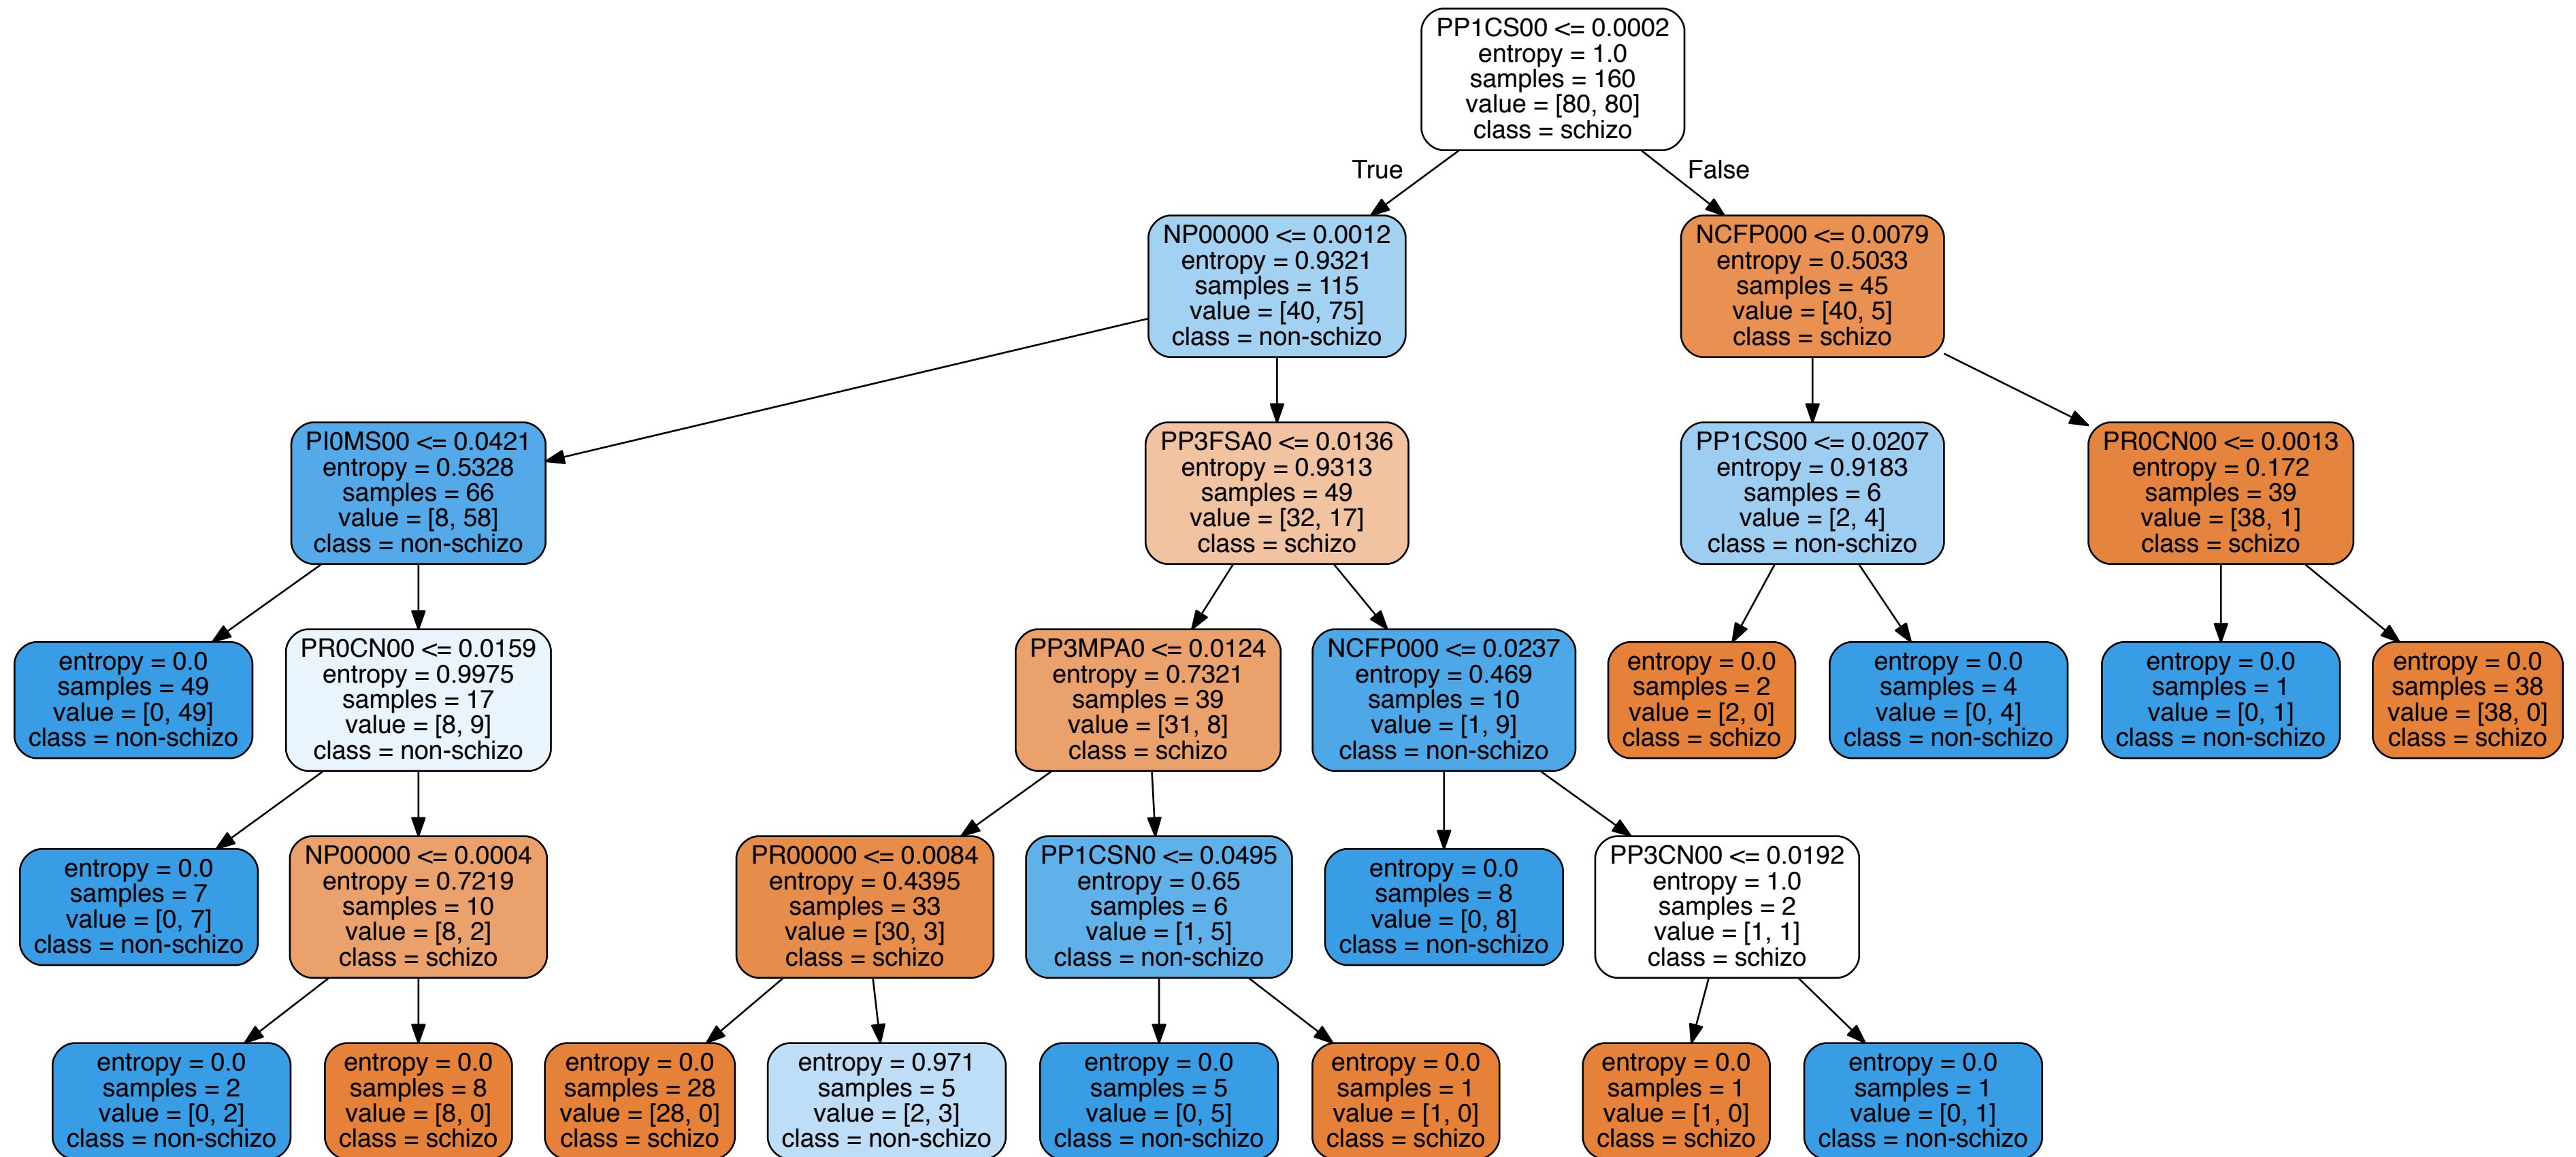 PP1CS00 <= 0.0002
entropy = 1.0
samples = 160
value = [80, 80]
class = schizo
True
False
NP00000 <= 0.0012
entropy = 0.9321
samples = 115
value = [40, 75]
class = non-schizo
NCFP000 <= 0.0079
entropy = 0.5033
samples = 45
value = [40, 5]
class = schizo
PI0MS00 <= 0.0421
entropy = 0.5328
samples = 66
value = [8, 58]
class = non-schizo
PP3FSA0 <= 0.0136
entropy = 0.9313
samples = 49
value = [32, 17]
class = schizo
PP1CS00 <= 0.0207
entropy = 0.9183
samples = 6
value = [2, 4]
class = non-schizo
PR0CN00 <= 0.0013
entropy = 0.172
samples = 39
value = [38, 1]
class = schizo
entropy = 0.0
samples = 49
value = [0, 49]
class = non-schizo
PR0CN00 <= 0.0159
entropy = 0.9975
samples = 17
value = [8, 9]
class = non-schizo
PP3MPA0 <= 0.0124
entropy = 0.7321
samples = 39
value = [31, 8]
class = schizo
NCFP000 <= 0.0237
entropy = 0.469
samples = 10
value = [1, 9]
class = non-schizo
entropy = 0.0
samples = 2
value = [2, 0]
class = schizo
entropy = 0.0
samples = 4
value = [0, 4]
class = non-schizo
entropy = 0.0
samples = 1
value = [0, 1]
class = non-schizo
entropy = 0.0
samples = 38
value = [38, 0]
class = schizo
entropy = 0.0
samples = 7
value = [0, 7]
class = non-schizo
NP00000 <= 0.0004
entropy = 0.7219
samples = 10
value = [8, 2]
class = schizo
PR00000 <= 0.0084
entropy = 0.4395
samples = 33
value = [30, 3]
class = schizo
PP1CSN0 <= 0.0495
entropy = 0.65
samples = 6
value = [1, 5]
class = non-schizo
entropy = 0.0
samples = 8
value = [0, 8]
class = non-schizo
PP3CN00 <= 0.0192
entropy = 1.0
samples = 2
value = [1, 1]
class = schizo
entropy = 0.0
samples = 2
value = [0, 2]
class = non-schizo
entropy = 0.0
samples = 8
value = [8, 0]
class = schizo
entropy = 0.0
samples = 28
value = [28, 0]
class = schizo
entropy = 0.971
samples = 5
value = [2, 3]
class = non-schizo
entropy = 0.0
samples = 5
value = [0, 5]
class = non-schizo
entropy = 0.0
samples = 1
value = [1, 0]
class = schizo
entropy = 0.0
samples = 1
value = [1, 0]
class = schizo
entropy = 0.0
samples = 1
value = [0, 1]
class = non-schizo